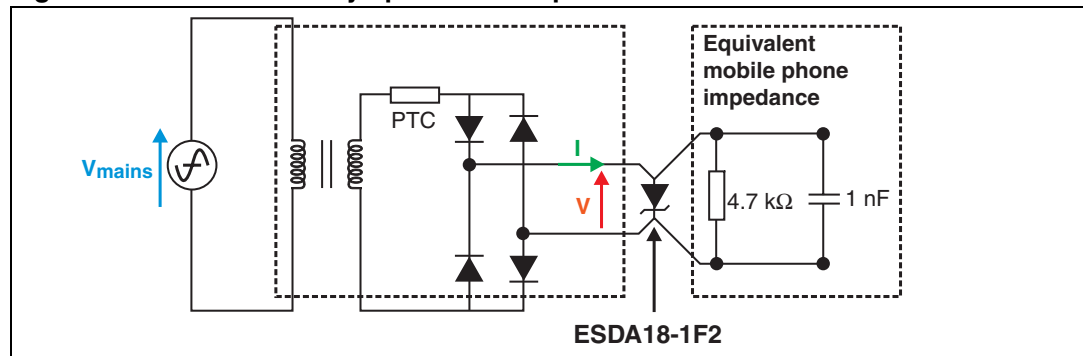 Equivalent
mobile phone
impedance
PTC
I
Vmains
V
4.7 kΩ
1 nF
ESDA18-1F2